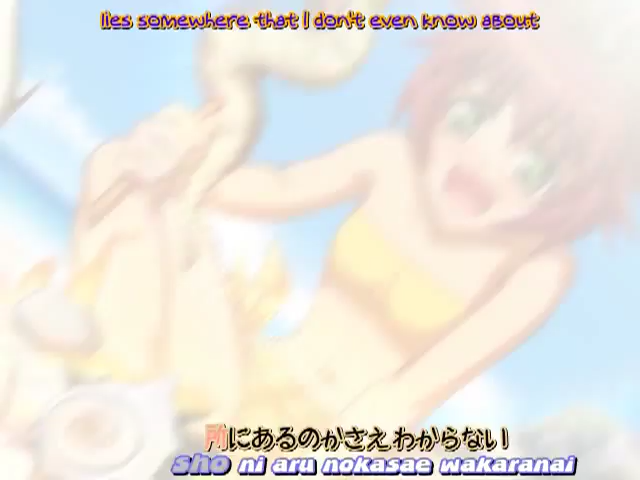 lies somewhere that I don't even know about
所にあるのかさえわからない
sho ni aru nokasae wakaranai